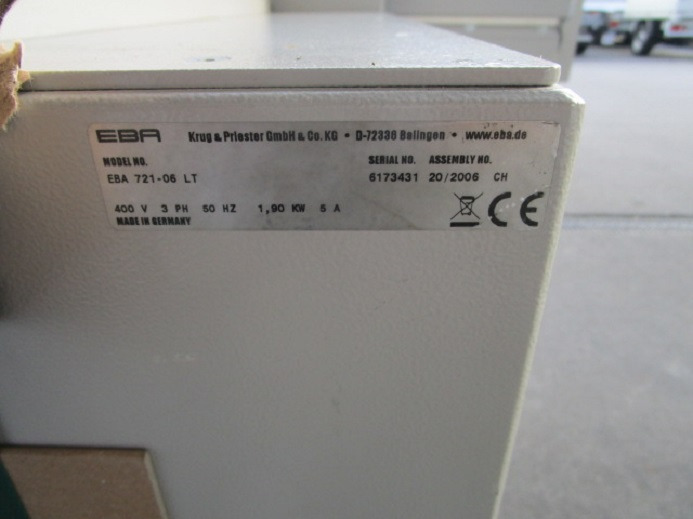 EBA Krug & Priester GmbH & Co. KG • D-72336 Balingen • www.eba.de
MODEL NO. SERIAL NO. ASSEMBLY NO.
EBA 721-06 LT 6173431 20/2006 CH
400 V 3 PH 50 HZ 1,90 KW 5 A
MADE IN GERMANY CE